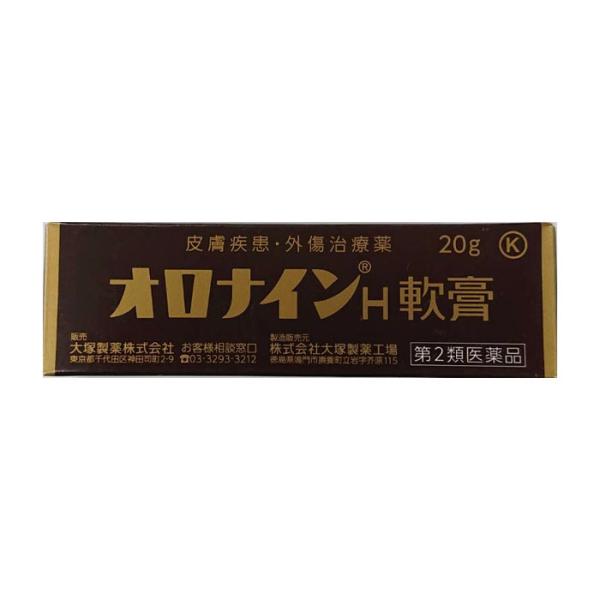 皮膚疾患・外傷治療薬 20g Ⓚ
オロナイン®H軟膏
販売
大塚製薬株式会社 お客様相談窓口
東京都千代田区神田司町2-9 ☎03-3293-3212
製造販売元
株式会社大塚製薬工場
徳島県鳴門市撫養町立岩字芥原115
第2類医薬品